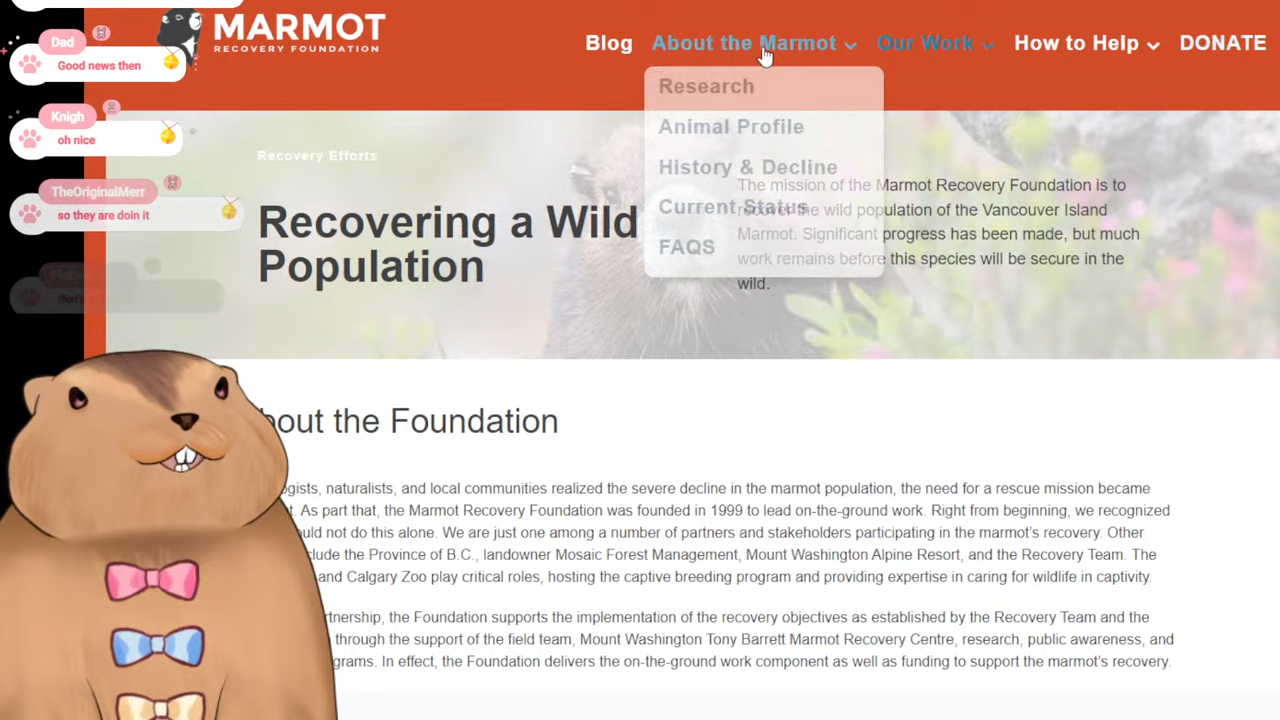 Dad
Good news then
Knigh
oh nice
TheOriginalMerr
so they are doin it
MARMOT
RECOVERY FOUNDATION
Blog
About the Marmot
Our Work
How to Help
DONATE
Research
Animal Profile
History & Decline
Current Status
FAQS
Recovery Efforts
Recovering a Wild
Population
The mission of the Marmot Recovery Foundation is to
recover the wild population of the Vancouver Island
Marmot. Significant progress has been made, but much
work remains before this species will be secure in the
wild.
bout the Foundation
ogists, naturalists, and local communities realized the severe decline in the marmot population, the need for a rescue mission became
t. As part that, the Marmot Recovery Foundation was founded in 1999 to lead on-the-ground work. Right from beginning, we recognized
uld not do this alone. We are just one among a number of partners and stakeholders participating in the marmot's recovery. Other
clude the Province of B.C., landowner Mosaic Forest Management, Mount Washington Alpine Resort, and the Recovery Team. The
and Calgary Zoo play critical roles, hosting the captive breeding program and providing expertise in caring for wildlife in captivity.
rtnership, the Foundation supports the implementation of the recovery objectives as established by the Recovery Team and the
through the support of the field team, Mount Washington Tony Barrett Marmot Recovery Centre, research, public awareness, and
grams. In effect, the Foundation delivers the on-the-ground work component as well as funding to support the marmot's recovery.